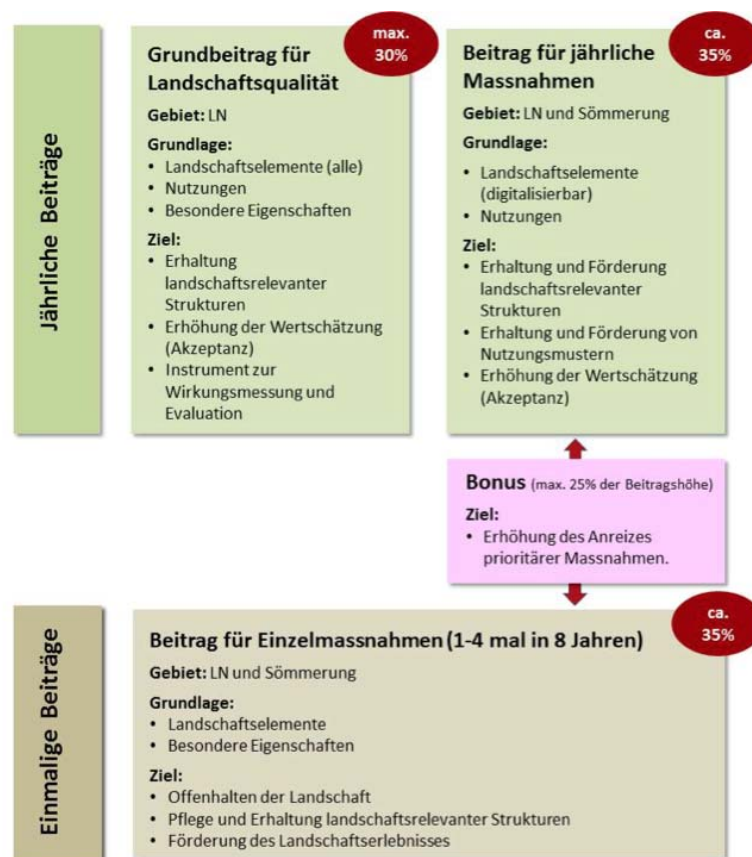 Jährliche Beiträge
max.
30%
Grundbeitrag für
Landschaftsqualität
Gebiet: LN
Grundlage:
• Landschaftselemente (alle)
• Nutzungen
• Besondere Eigenschaften
Ziel:
• Erhaltung
landschaftsrelevanter
Strukturen
• Erhöhung der Wertschätzung
(Akzeptanz)
• Instrument zur
Wirkungsmessung und
Evaluation
ca.
35%
Beitrag für jährliche
Massnahmen
Gebiet: LN und Sömmerung
Grundlage:
• Landschaftselemente
(digitalisierbar)
• Nutzungen
Ziel:
• Erhaltung und Förderung
landschaftsrelevanter
Strukturen
• Erhaltung und Förderung von
Nutzungsmustern
• Erhöhung der Wertschätzung
(Akzeptanz)
Bonus (max. 25% der Beitragshöhe)
Ziel:
• Erhöhung des Anreizes
prioritärer Massnahmen.
Einmalige Beiträge
ca.
35%
Beitrag für Einzelmassnahmen (1-4 mal in 8 Jahren)
Gebiet: LN und Sömmerung
Grundlage:
• Landschaftselemente
• Besondere Eigenschaften
Ziel:
• Offenhalten der Landschaft
• Pflege und Erhaltung landschaftsrelevanter Strukturen
• Förderung des Landschaftserlebnisses